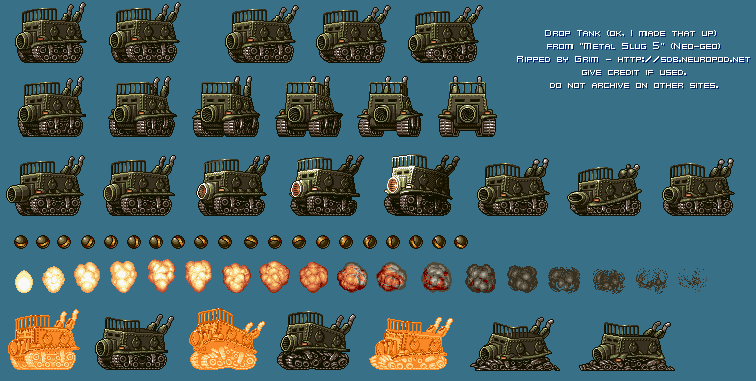 Drop Tank (ok, I made that up)
from "Metal Slug 5" (Neo-Geo)
Ripped by Grim - http://sdb.neuropod.net
give credit if used.
do not archive on other sites.